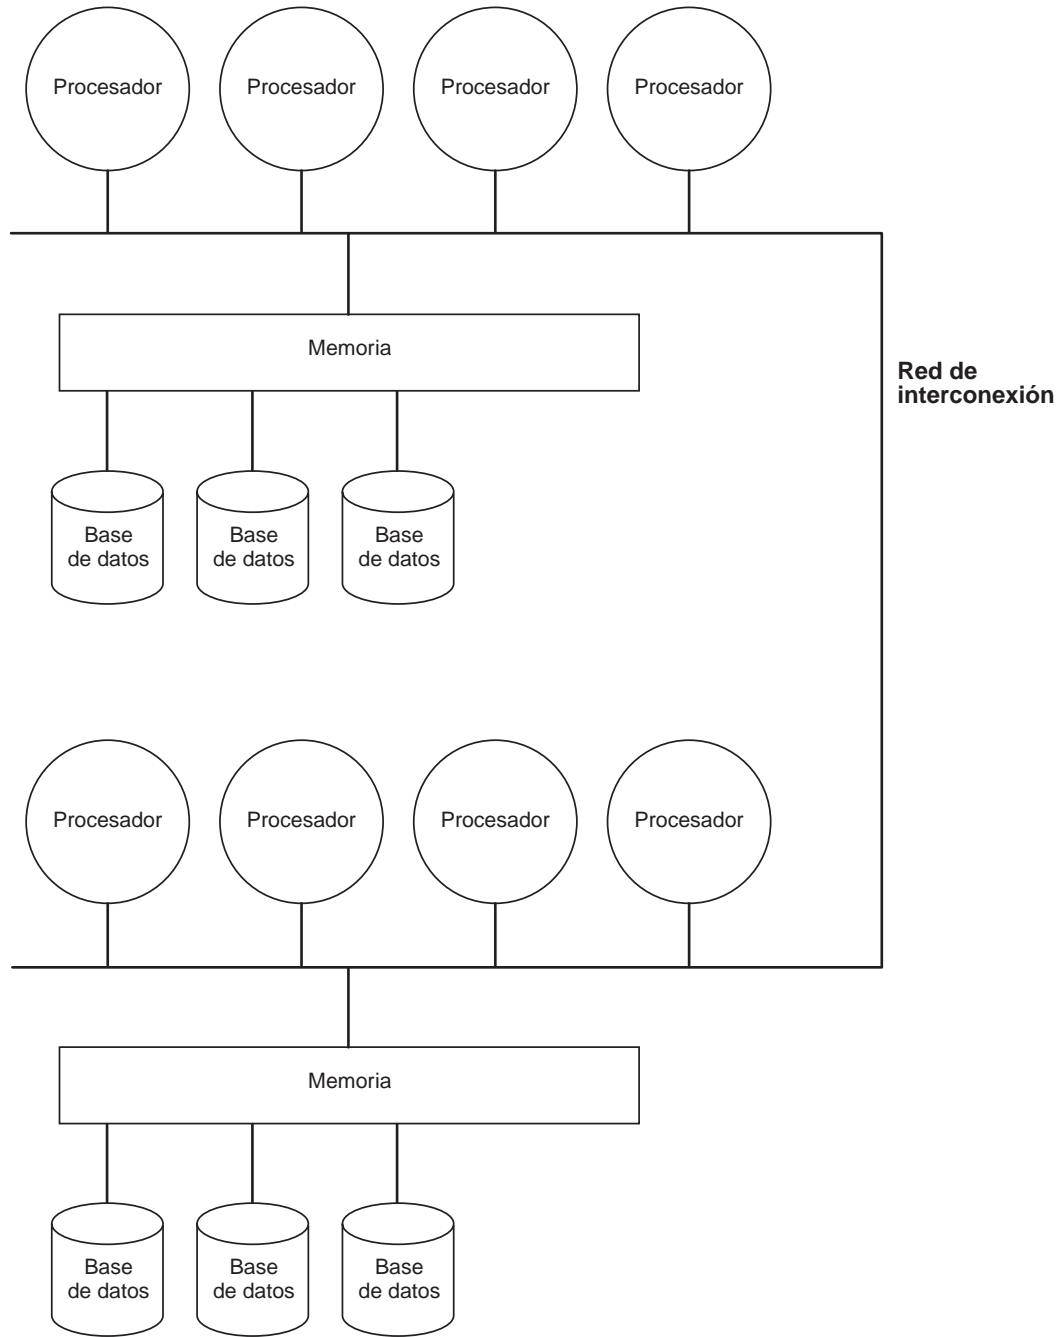 Procesador
Procesador
Procesador
Procesador
Memoria
Red de
interconexión
Base
de datos
Base
de datos
Base
de datos
Procesador
Procesador
Procesador
Procesador
Memoria
Base
de datos
Base
de datos
Base
de datos